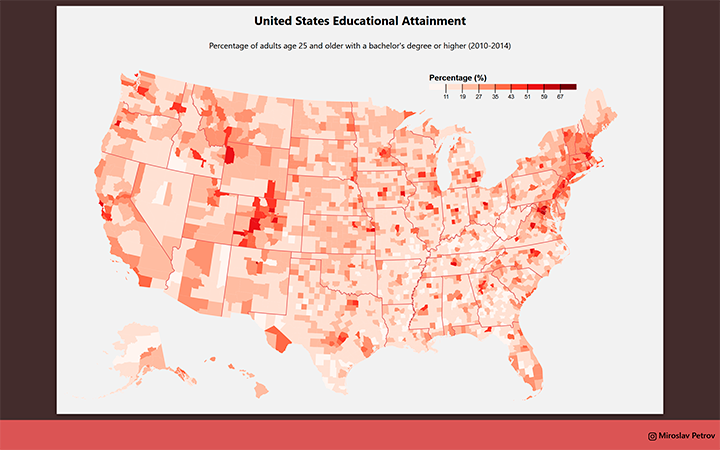 United States Educational Attainment
Percentage of adults age 25 and older with a bachelor's degree or higher (2010-2014)
Percentage (%)
11 19 27 35 43 51 59 67
Miroslav Petrov